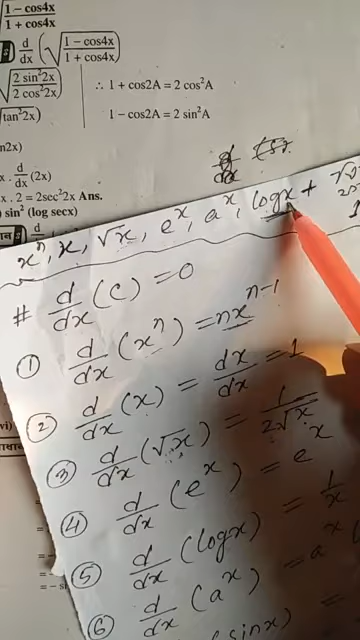 √(1 − cos4x / 1 + cos4x)
d/dx (√(1 − cos4x / 1 + cos4x))
√(2 sin²2x / 2 cos²2x) ∴ 1 + cos2A = 2 cos²A
1 − cos2A = 2 sin²A
tan²2x)
d/dx (2x)
x . 2 = 2sec²2x Ans.
) sin² (log secx)
d/dx
xⁿ, x, √x, eˣ, aˣ, logx +
# d/dx (c) = 0
① d/dx (xⁿ) = nxⁿ⁻¹
② d/dx (x) = dx/dx = 1
③ d/dx (√x) = 1/2√x
④ d/dx (eˣ) = eˣ
⑤ d/dx (logx) = 1/x
⑥ d/dx (aˣ) = aˣ
(sinx) =